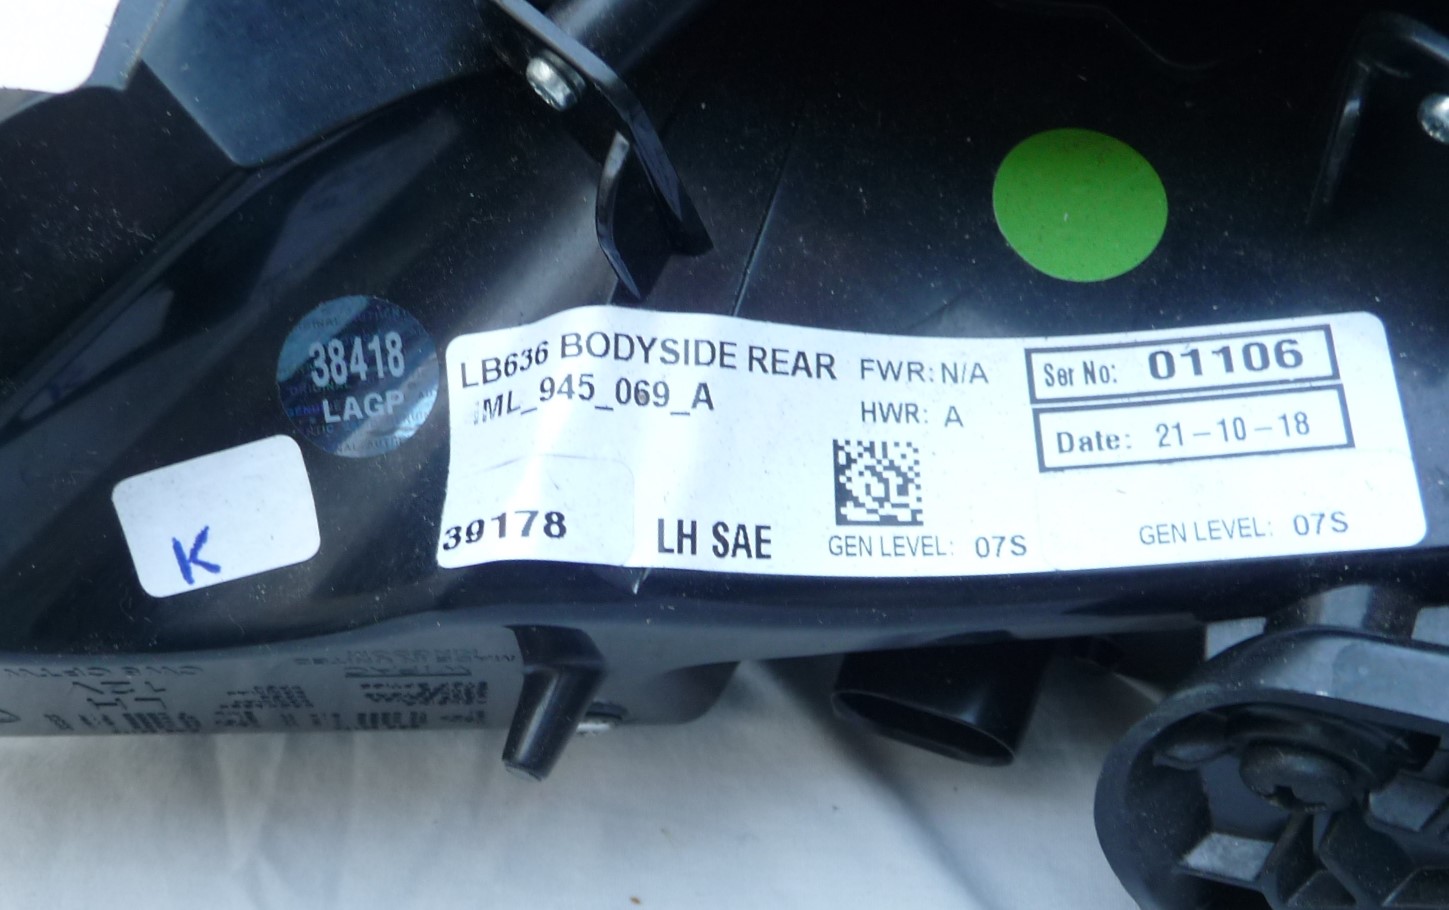 38418
LAGP
K
LB636 BODYSIDE REAR
ML_945_069_A
39178
LH SAE
FWR: N/A
HWR: A
GEN LEVEL: 07S
Ser No: 01106
Date: 21-10-18
GEN LEVEL: 07S